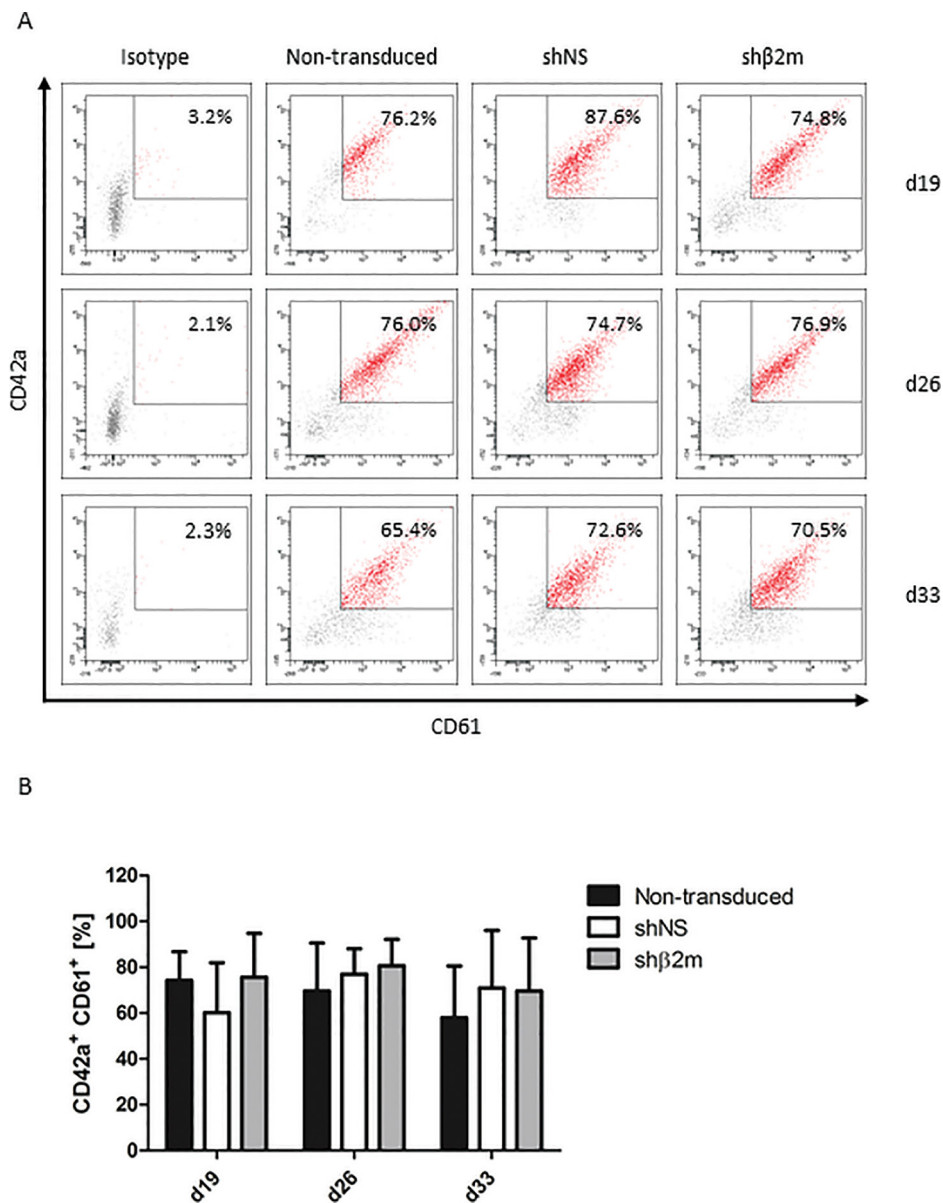 A
Isotype Non-transduced shNS shβ2m
3.2% 76.2% 87.6% 74.8% d19
2.1% 76.0% 74.7% 76.9% d26
2.3% 65.4% 72.6% 70.5% d33
CD42a
CD61
B
CD42a+ CD61+ [%]
120
100
80
60
40
20
0
d19 d26 d33
Non-transduced
shNS
shβ2m